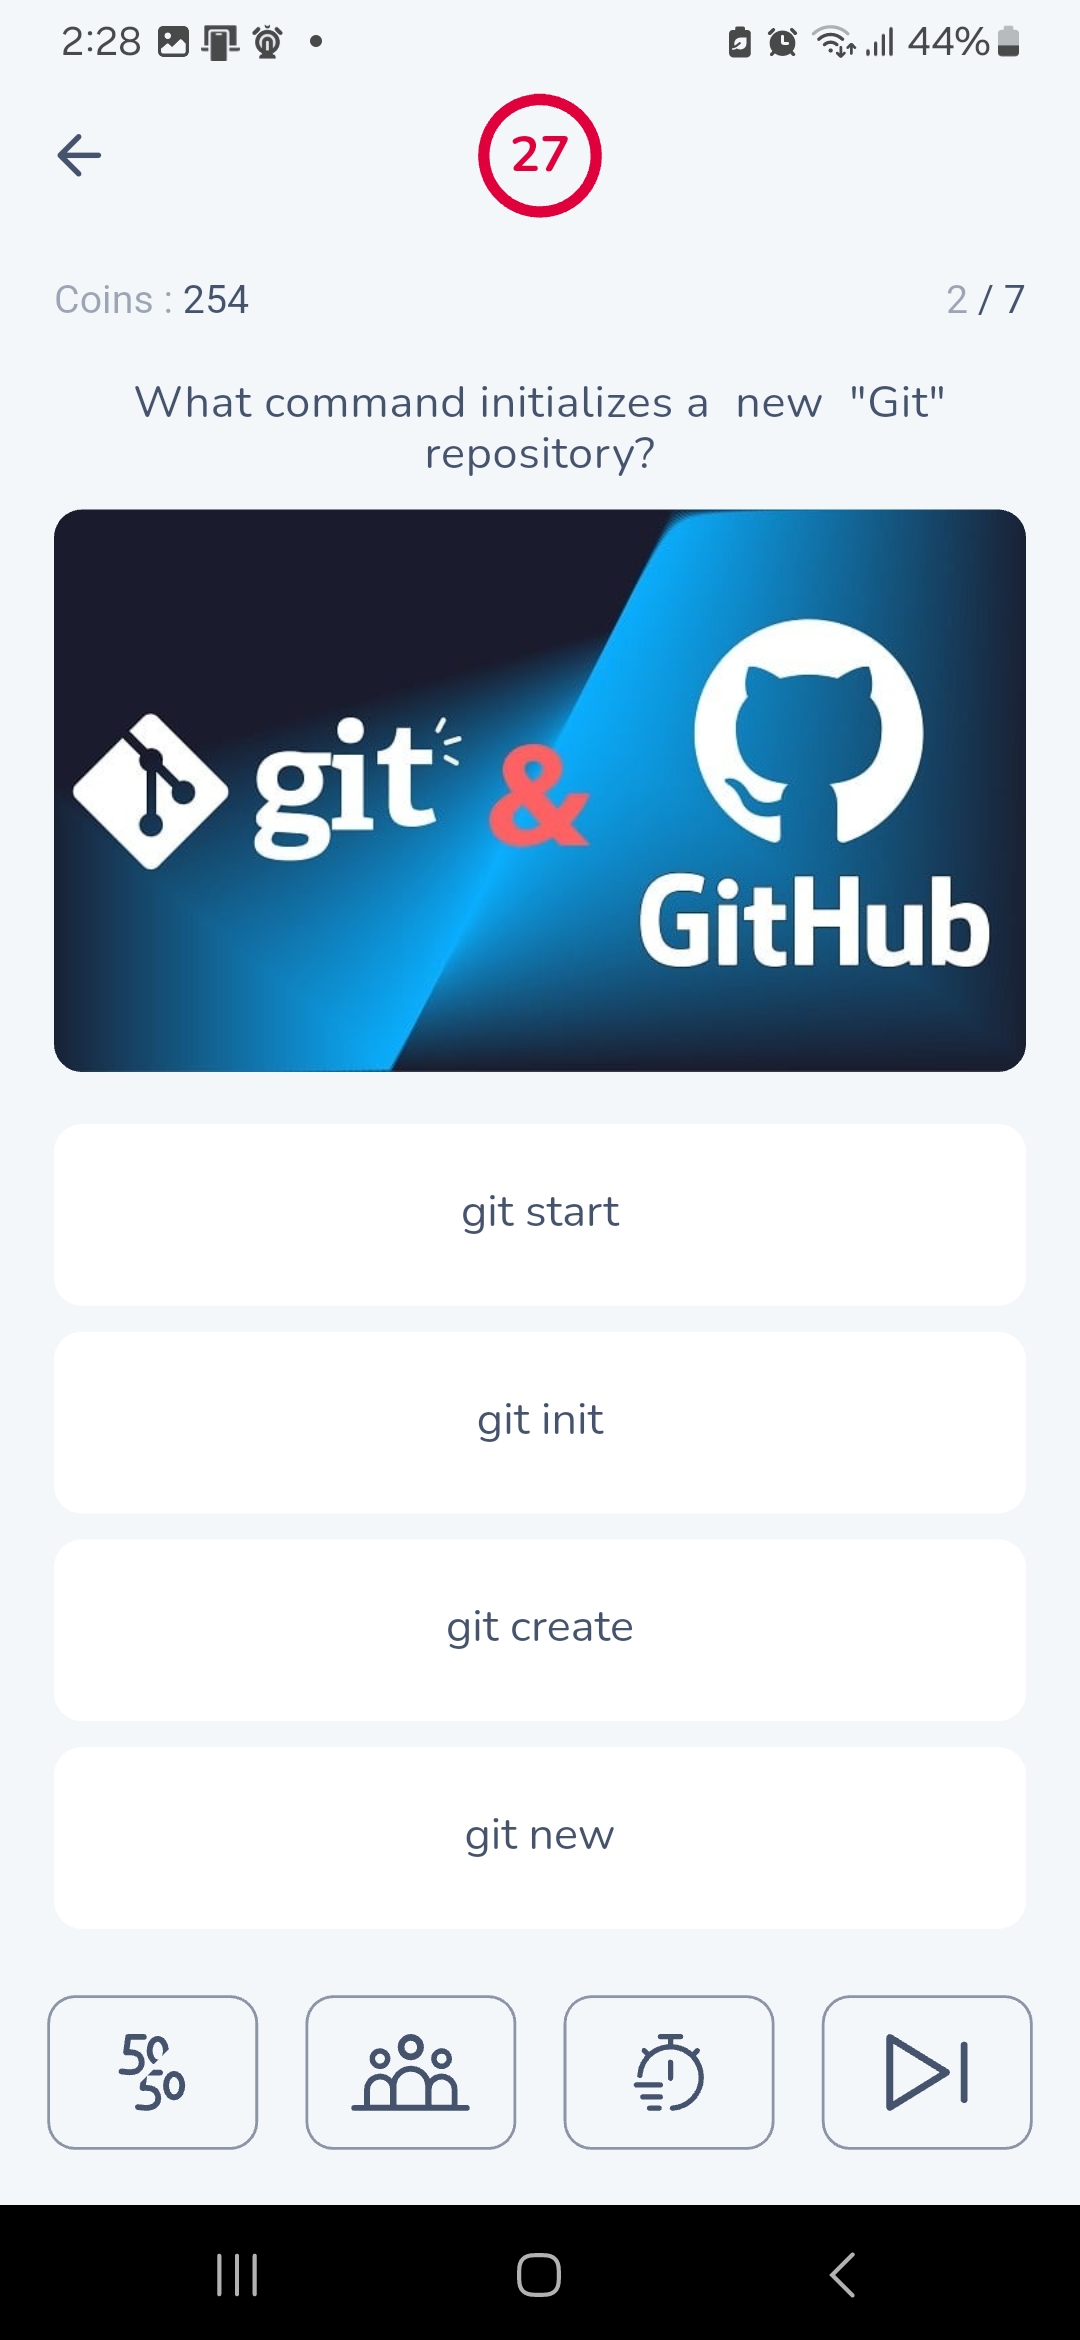 2:28 44%
27
Coins : 254 2 / 7
What command initializes a new "Git"
repository?
git & GitHub
git start
git init
git create
git new
50
50